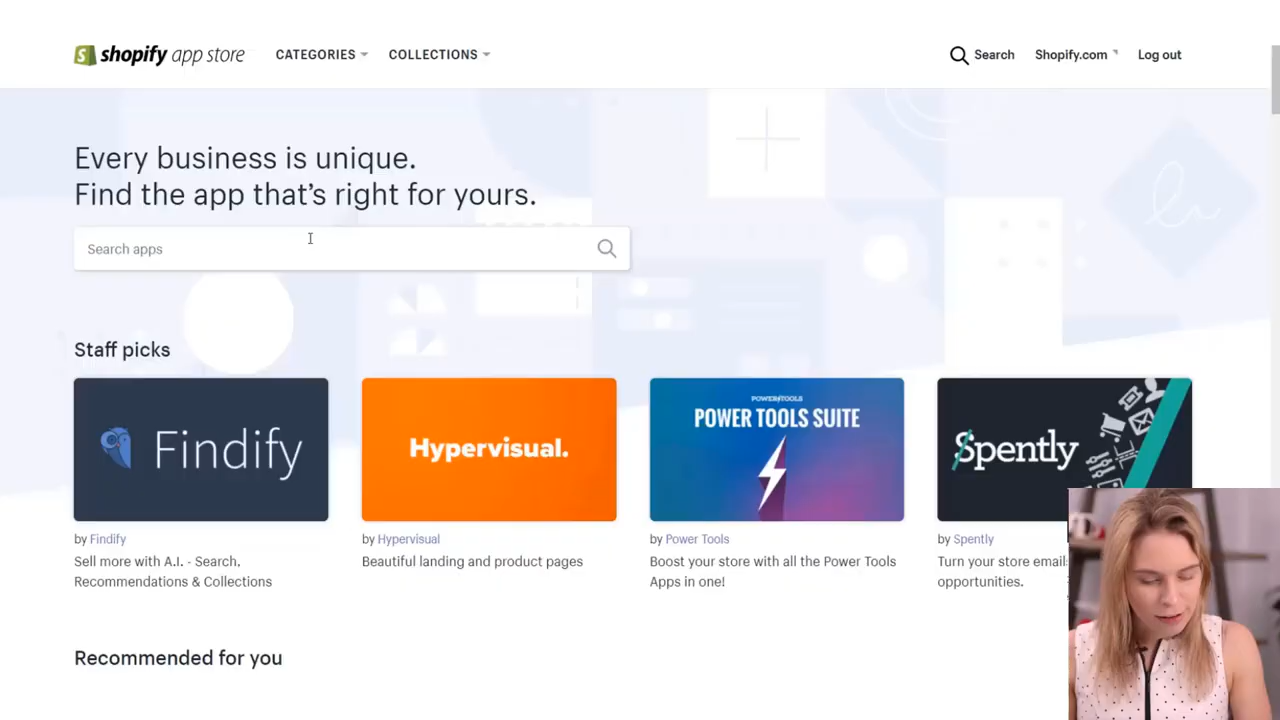 shopify app store
CATEGORIES
COLLECTIONS
Search
Shopify.com
Log out
Every business is unique.
Find the app that’s right for yours.
Search apps
Staff picks
Findify
Hypervisual.
POWER TOOLS
POWER TOOLS SUITE
Spently
by Findify
Sell more with A.I. - Search,
Recommendations & Collections
by Hypervisual
Beautiful landing and product pages
by Power Tools
Boost your store with all the Power Tools
Apps in one!
by Spently
Turn your store email
opportunities.
Recommended for you